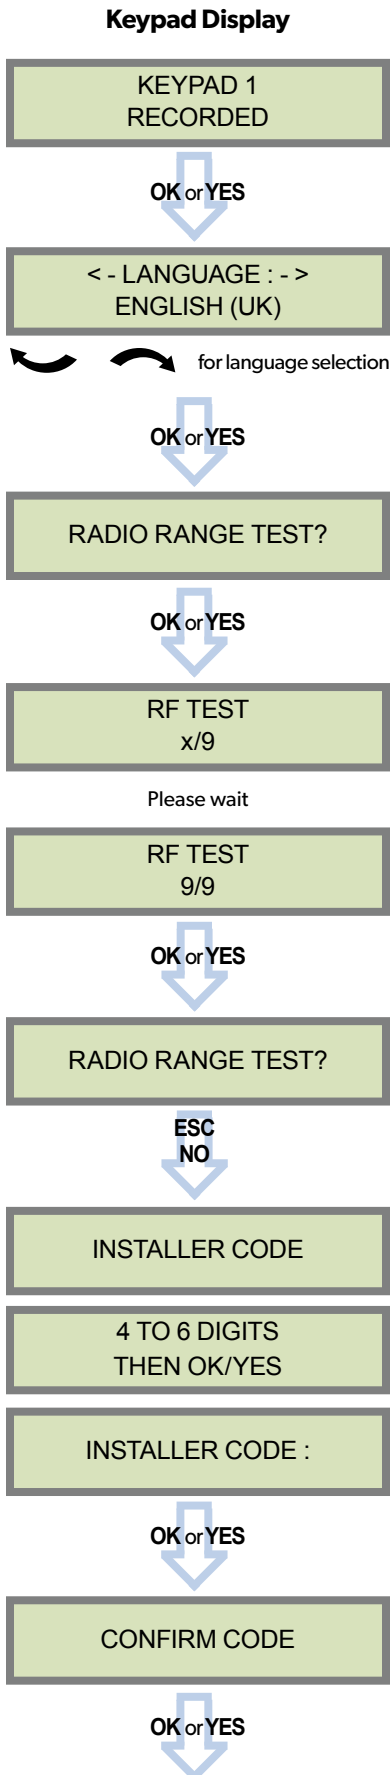 Keypad Display
KEYPAD 1
RECORDED
OK or YES
< - LANGUAGE : - >
ENGLISH (UK)
for language selection
OK or YES
RADIO RANGE TEST?
OK or YES
RF TEST
x/9
Please wait
RF TEST
9/9
OK or YES
RADIO RANGE TEST?
ESC
NO
INSTALLER CODE
4 TO 6 DIGITS
THEN OK/YES
INSTALLER CODE :
OK or YES
CONFIRM CODE
OK or YES